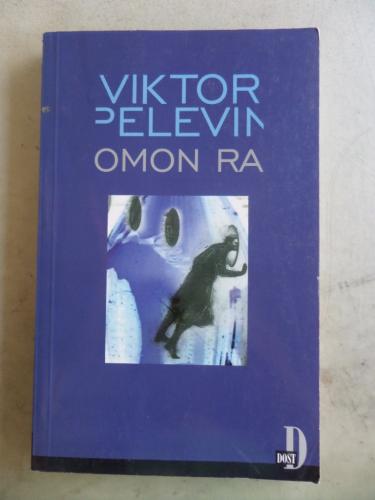 VIKTOR
PELEVIN
OMON RA
D
DOST